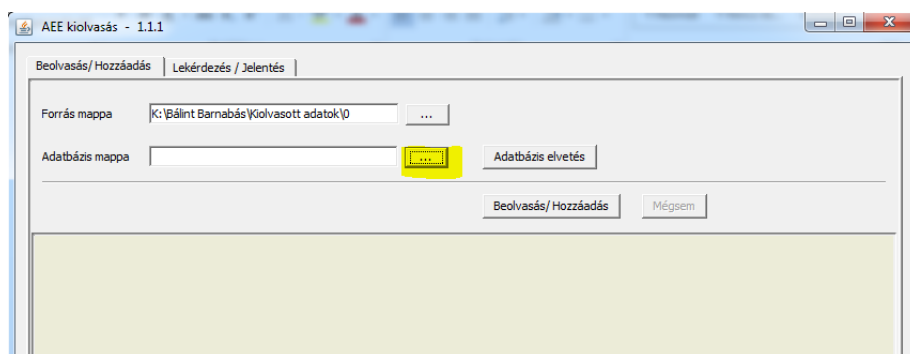 AEE kiolvasás - 1.1.1
Beolvasás/Hozzáadás Lekérdezés / Jelentés
Forrás mappa K:\Bálint Barnabás\Kiolvasott adatok\0 ...
Adatbázis mappa ... Adatbázis elvetés
Beolvasás/Hozzáadás Mégsem